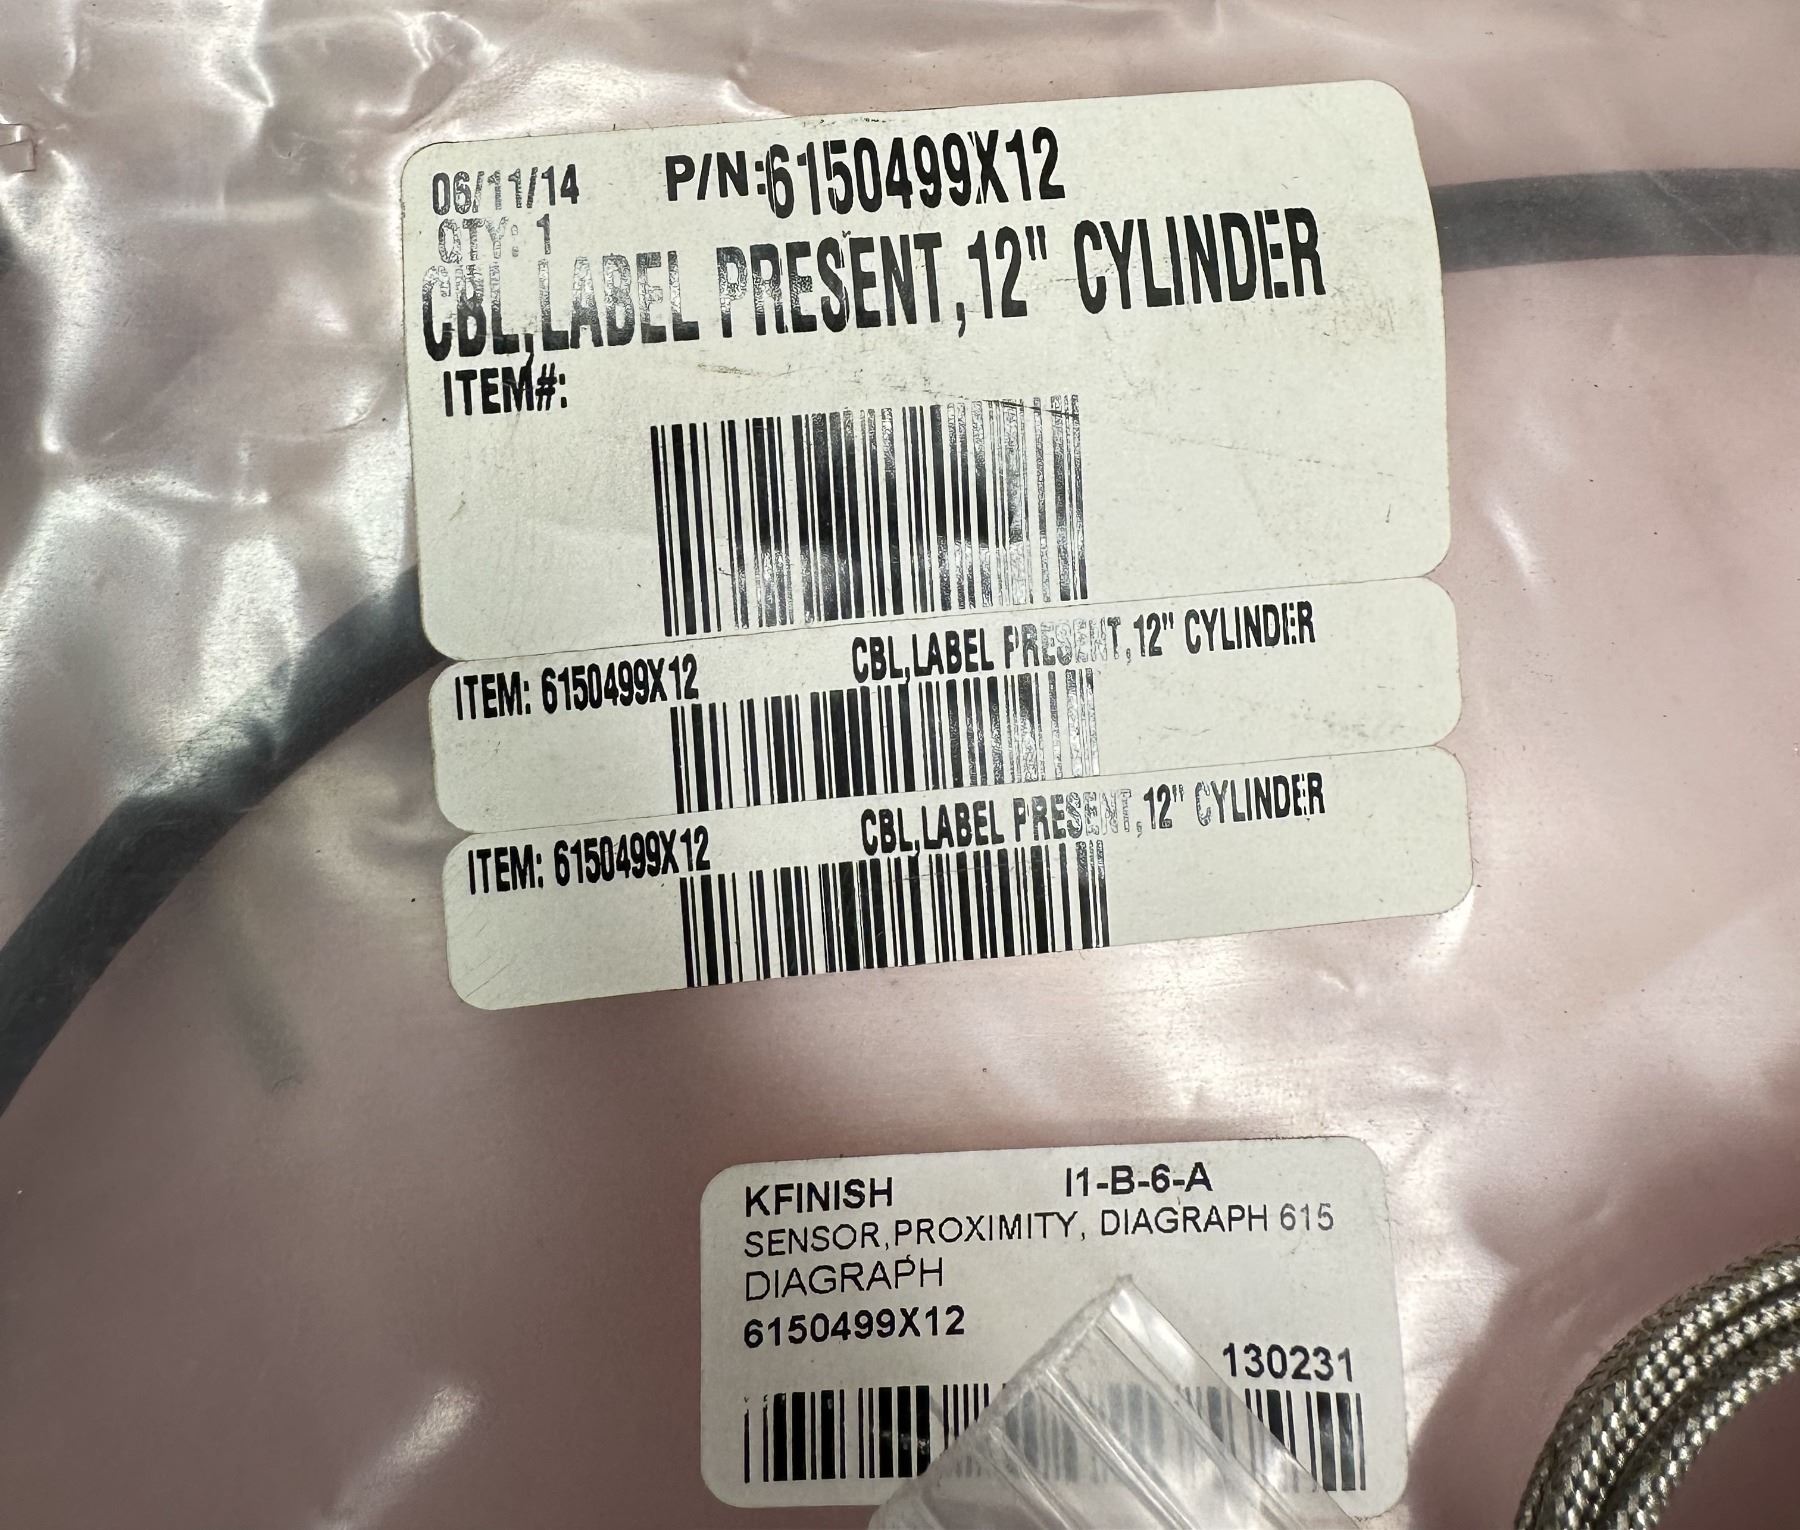 06/11/14 P/N:6150499X12
QTY: 1
CBL,LABEL PRESENT,12" CYLINDER
ITEM#:
ITEM: 6150499X12 CBL,LABEL PRESENT,12" CYLINDER
ITEM: 6150499X12 CBL,LABEL PRESENT,12" CYLINDER
KFINISH I1-B-6-A
SENSOR,PROXIMITY, DIAGRAPH 615
DIAGRAPH
6150499X12
130231